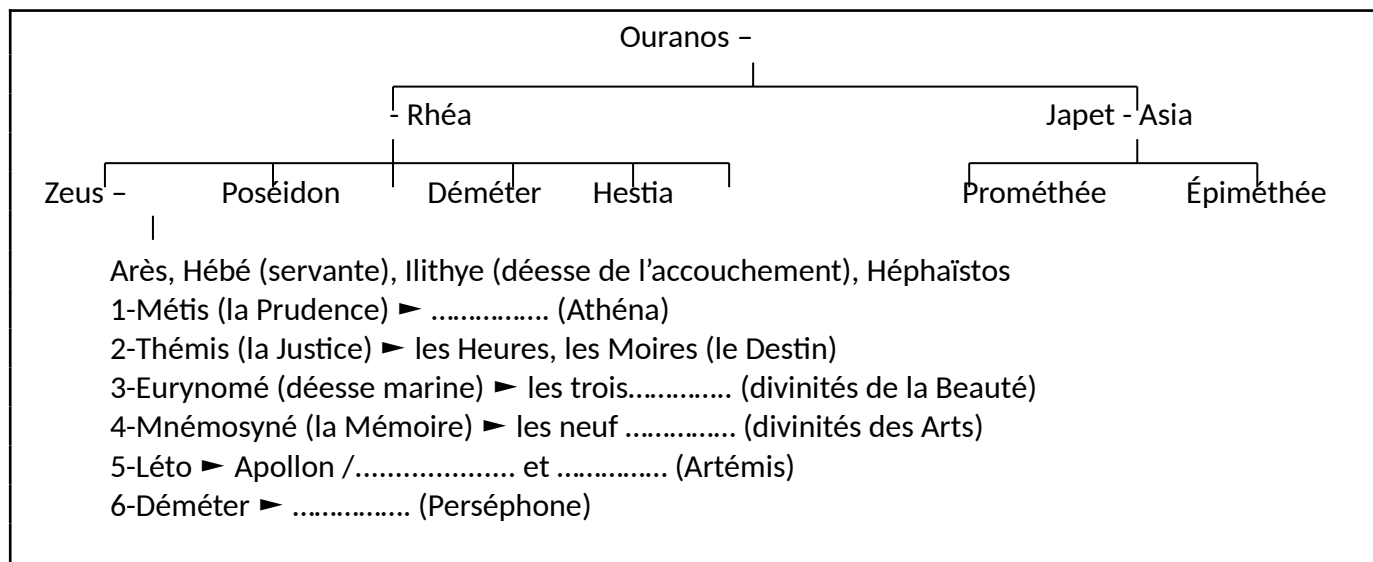 Ouranos –
- Rhéa Japet - Asia
Zeus – Poséidon Déméter Hestia Prométhée Épiméthée
Arès, Hébé (servante), Ilithye (déesse de l’accouchement), Héphaïstos
1-Métis (la Prudence) ► ……………. (Athéna)
2-Thémis (la Justice) ► les Heures, les Moires (le Destin)
3-Eurynomé (déesse marine) ► les trois………….. (divinités de la Beauté)
4-Mnémosyné (la Mémoire) ► les neuf …………… (divinités des Arts)
5-Léto ► Apollon /.................... et …………… (Artémis)
6-Déméter ► ……………. (Perséphone)